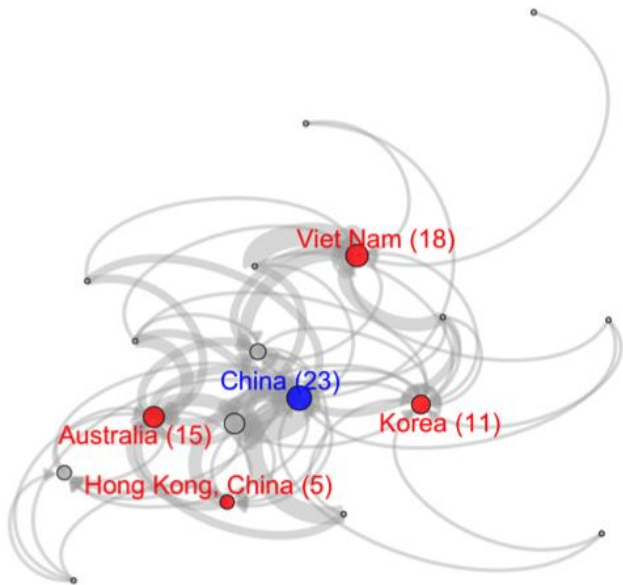 Viet Nam (18)
China (23)
Korea (11)
Australia (15)
Hong Kong, China (5)